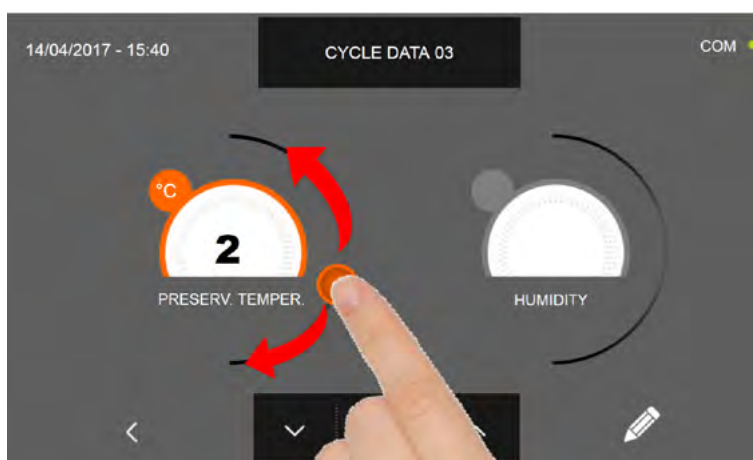 14/04/2017 - 15:40
CYCLE DATA 03
COM
°C
2
PRESERV. TEMPER.
HUMIDITY